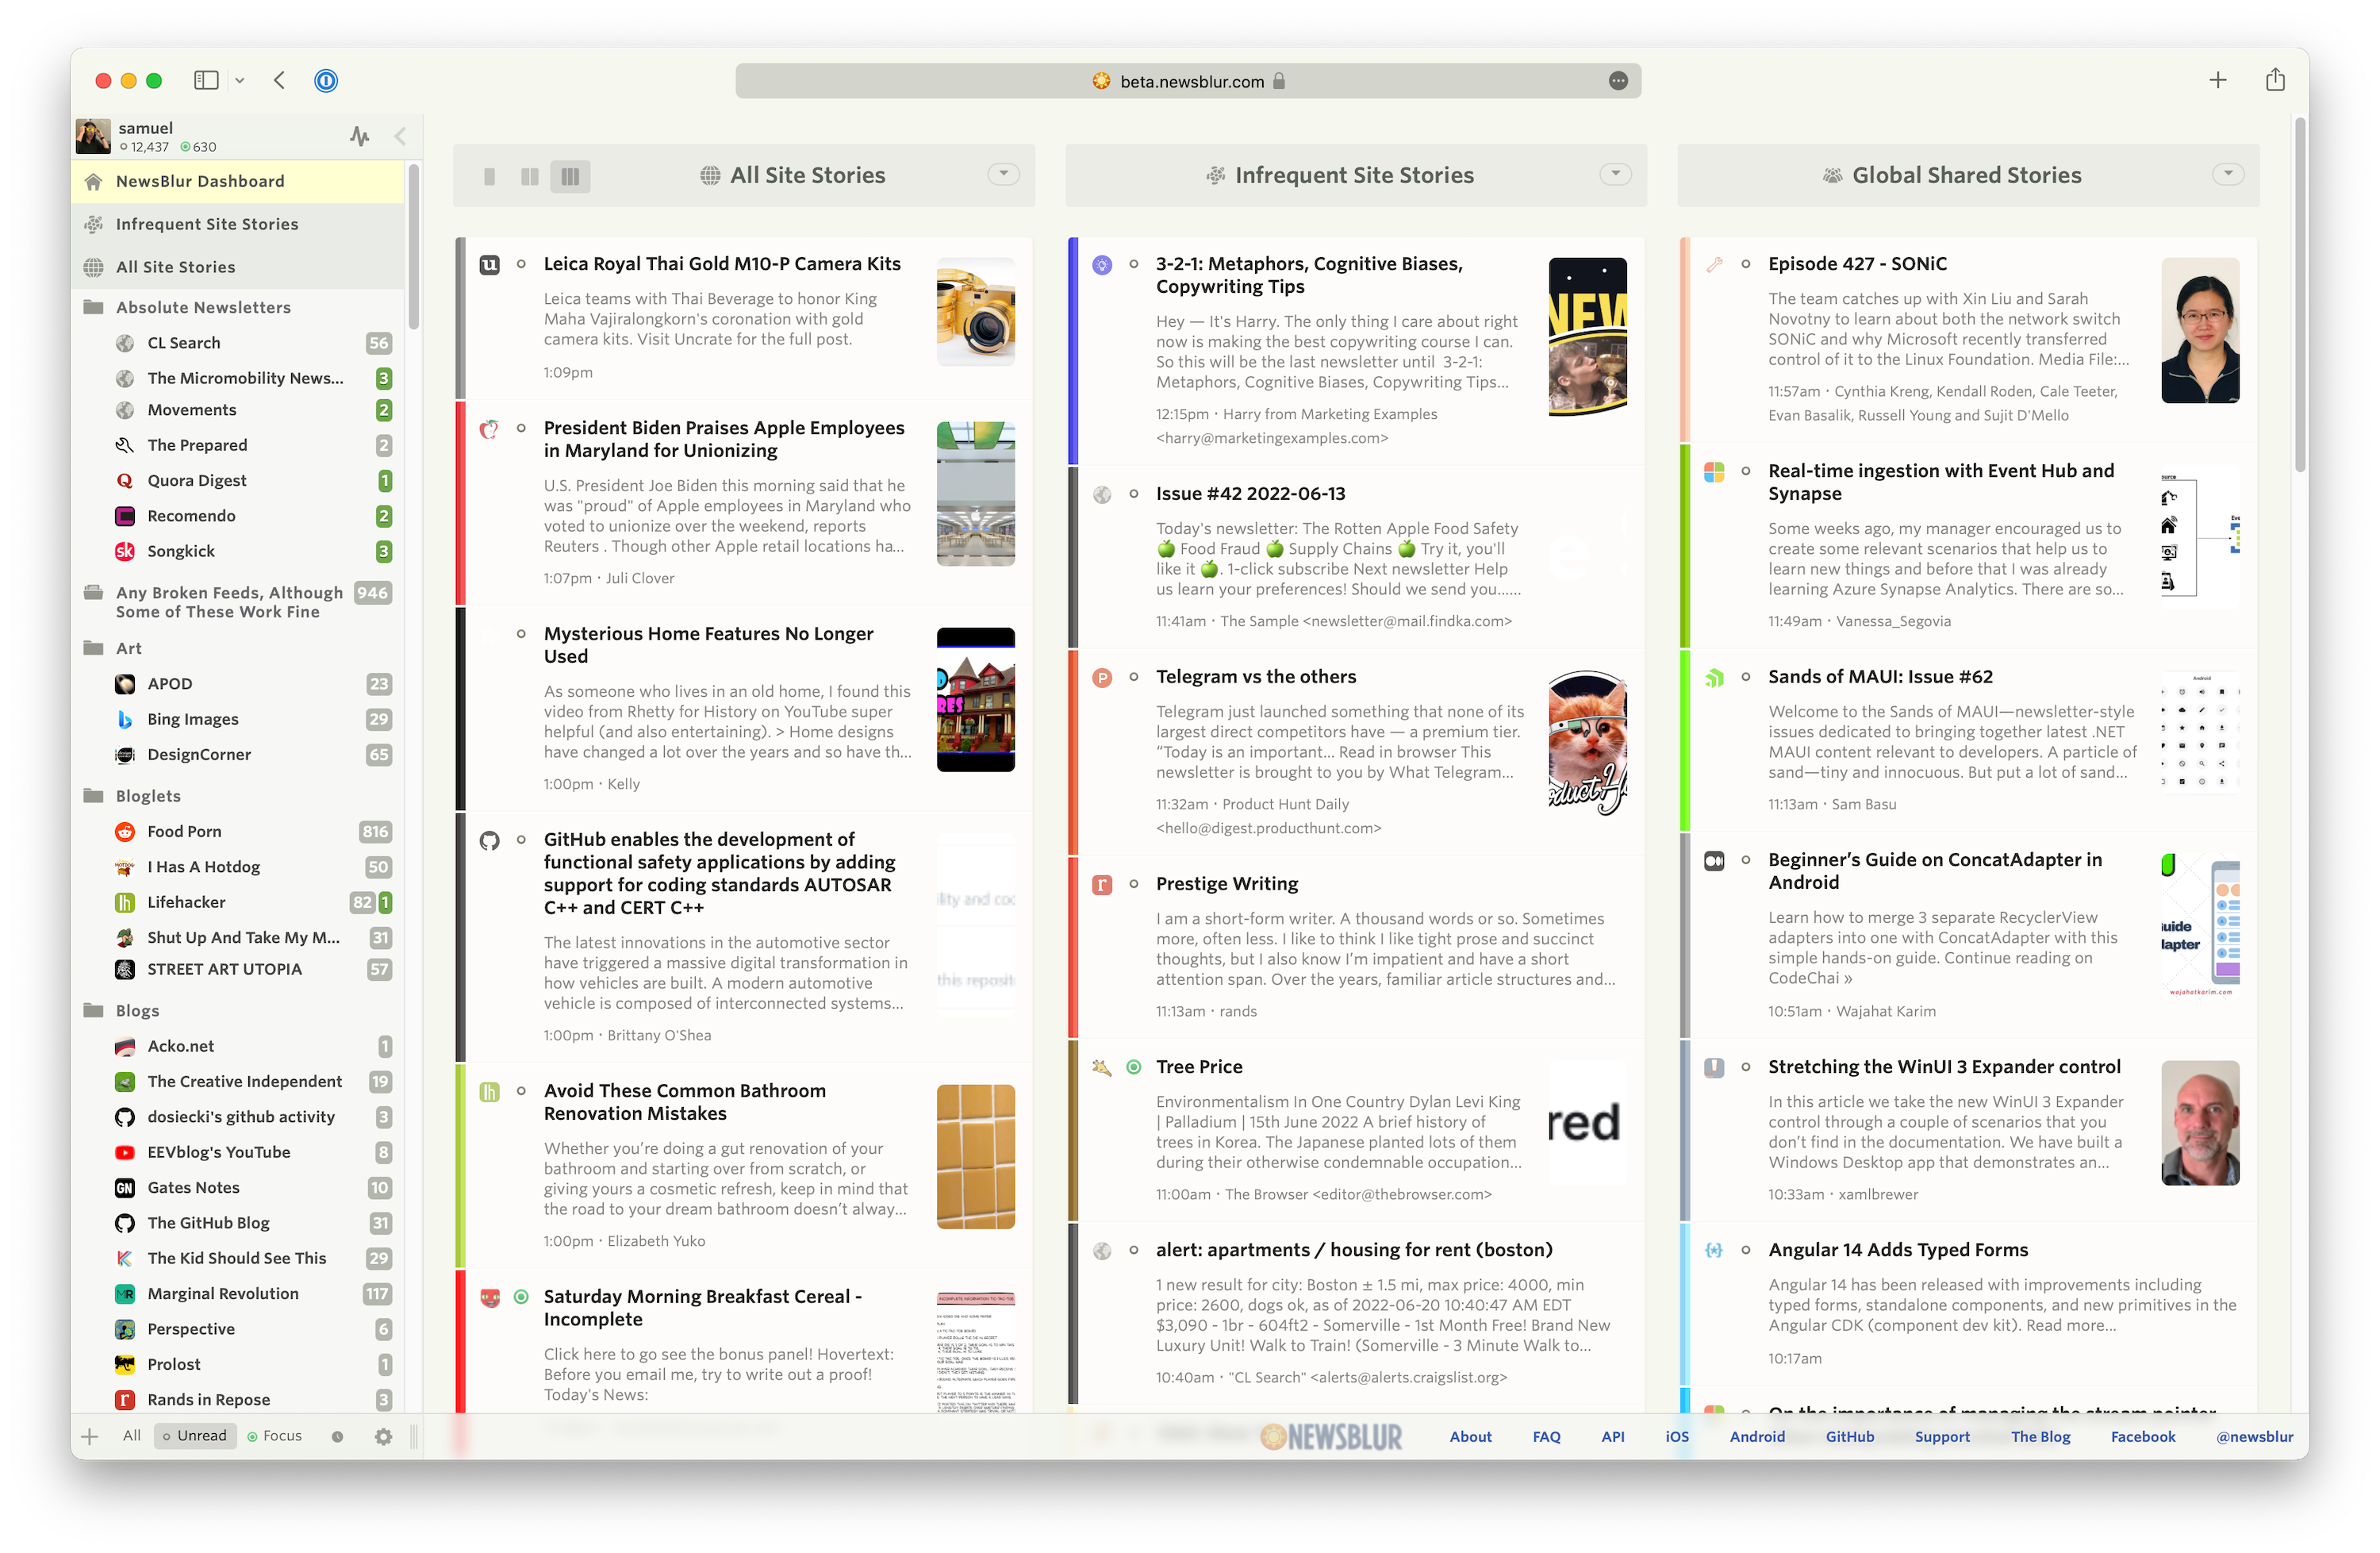 beta.newsblur.com
samuel
12,437 630
NewsBlur Dashboard
Infrequent Site Stories
All Site Stories
Absolute Newsletters
CL Search 56
The Micromobility News... 3
Movements 2
The Prepared 2
Quora Digest 1
Recomendo 2
Songkick 3
Any Broken Feeds, Although 946
Some of These Work Fine
Art
APOD 23
Bing Images 29
DesignCorner 65
Bloglets
Food Porn 816
I Has A Hotdog 50
Lifehacker 82 1
Shut Up And Take My M... 31
STREET ART UTOPIA 57
Blogs
Acko.net 1
The Creative Independent 19
dosiecki's github activity 3
EEVblog's YouTube 8
Gates Notes 10
The GitHub Blog 31
The Kid Should See This 29
Marginal Revolution 117
Perspective 6
Prolost 1
Rands in Repose 3
All Unread Focus
All Site Stories
Leica Royal Thai Gold M10-P Camera Kits
Leica teams with Thai Beverage to honor King
Maha Vajiralongkorn's coronation with gold
camera kits. Visit Uncrate for the full post.
1:09pm
President Biden Praises Apple Employees
in Maryland for Unionizing
U.S. President Joe Biden this morning said that he
was "proud" of Apple employees in Maryland who
voted to unionize over the weekend, reports
Reuters . Though other Apple retail locations ha...
1:07pm · Juli Clover
Mysterious Home Features No Longer
Used
As someone who lives in an old home, I found this
video from Rhetty for History on YouTube super
helpful (and also entertaining). > Home designs
have changed a lot over the years and so have th...
1:00pm · Kelly
GitHub enables the development of
functional safety applications by adding
support for coding standards AUTOSAR
C++ and CERT C++
The latest innovations in the automotive sector
have triggered a massive digital transformation in
how vehicles are built. A modern automotive
vehicle is composed of interconnected systems...
1:00pm · Brittany O'Shea
Avoid These Common Bathroom
Renovation Mistakes
Whether you're doing a gut renovation of your
bathroom and starting over from scratch, or
giving yours a cosmetic refresh, keep in mind that
the road to your dream bathroom doesn't alway...
1:00pm · Elizabeth Yuko
Saturday Morning Breakfast Cereal -
Incomplete
Click here to go see the bonus panel! Hovertext:
Before you email me, try to write out a proof!
Today's News:
Infrequent Site Stories
3-2-1: Metaphors, Cognitive Biases,
Copywriting Tips
Hey — It's Harry. The only thing I care about right
now is making the best copywriting course I can.
So this will be the last newsletter until 3-2-1:
Metaphors, Cognitive Biases, Copywriting Tips...
12:15pm · Harry from Marketing Examples
<harry@marketingexamples.com>
NEW
Issue #42 2022-06-13
Today's newsletter: The Rotten Apple Food Safety
🍏 Food Fraud 🍏 Supply Chains 🍏 Try it, you'll
like it 🍏. 1-click subscribe Next newsletter Help
us learn your preferences! Should we send you......
11:41am · The Sample <newsletter@mail.findka.com>
Telegram vs the others
Telegram just launched something that none of its
largest direct competitors have — a premium tier.
“Today is an important... Read in browser This
newsletter is brought to you by What Telegram...
11:32am · Product Hunt Daily
<hello@digest.producthunt.com>
Prestige Writing
I am a short-form writer. A thousand words or so. Sometimes
more, often less. I like to think I like tight prose and succinct
thoughts, but I also know I'm impatient and have a short
attention span. Over the years, familiar article structures and...
11:13am · rands
Tree Price
Environmentalism In One Country Dylan Levi King
| Palladium | 15th June 2022 A brief history of
trees in Korea. The Japanese planted lots of them
during their otherwise condemnable occupation...
11:00am · The Browser <editor@thebrowser.com>
red
alert: apartments / housing for rent (boston)
1 new result for city: Boston ± 1.5 mi, max price: 4000, min
price: 2600, dogs ok, as of 2022-06-20 10:40:47 AM EDT
$3,090 - 1br - 604ft2 - Somerville - 1st Month Free! Brand New
Luxury Unit! Walk to Train! (Somerville - 3 Minute Walk to...
10:40am · "CL Search" <alerts@alerts.craigslist.org>
Global Shared Stories
Episode 427 - SONiC
The team catches up with Xin Liu and Sarah
Novotny to learn about both the network switch
SONiC and why Microsoft recently transferred
control of it to the Linux Foundation. Media File:...
11:57am · Cynthia Kreng, Kendall Roden, Cale Teeter,
Evan Basalik, Russell Young and Sujit D'Mello
Real-time ingestion with Event Hub and
Synapse
Some weeks ago, my manager encouraged us to
create some relevant scenarios that help us to
learn new things and before that I was already
learning Azure Synapse Analytics. There are so...
11:49am · Vanessa_Segovia
Sands of MAUI: Issue #62
Welcome to the Sands of MAUI—newsletter-style
issues dedicated to bringing together latest .NET
MAUI content relevant to developers. A particle of
sand—tiny and innocuous. But put a lot of sand...
11:13am · Sam Basu
Android
Beginner's Guide on ConcatAdapter in
Android
Learn how to merge 3 separate RecyclerView
adapters into one with ConcatAdapter with this
simple hands-on guide. Continue reading on
CodeChai »
10:51am · Wajahat Karim
uide
dapter
wajahatkarim.com
Stretching the WinUI 3 Expander control
In this article we take the new WinUI 3 Expander
control through a couple of scenarios that you
don't find in the documentation. We have built a
Windows Desktop app that demonstrates an...
10:33am · xamlbrewer
Angular 14 Adds Typed Forms
Angular 14 has been released with improvements including
typed forms, standalone components, and new primitives in the
Angular CDK (component dev kit). Read more...
10:17am
On the importance of managing the stream pointer
NEWSBLUR
About FAQ API iOS Android GitHub Support The Blog Facebook @newsblur